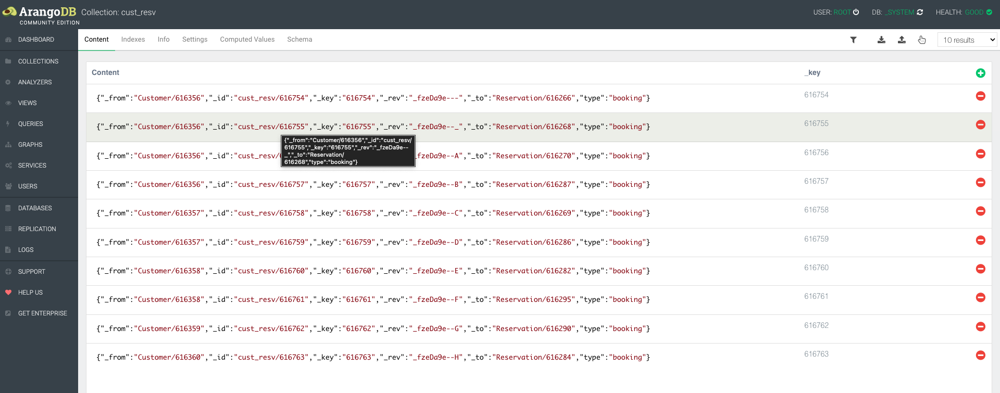 ArangoDB Collection: cust_resv USER: ROOT DB: _SYSTEM HEALTH: GOOD
COMMUNITY EDITION
DASHBOARD
COLLECTIONS
ANALYZERS
VIEWS
QUERIES
GRAPHS
SERVICES
USERS
DATABASES
REPLICATION
LOGS
SUPPORT
HELP US
GET ENTERPRISE
Content Indexes Info Settings Computed Values Schema 10 results
Content _key
{"_from":"Customer/616356","_id":"cust_resv/616754","_key":"616754","_rev":"_fzeDa9e---","_to":"Reservation/616266","type":"booking"} 616754
{"_from":"Customer/616356","_id":"cust_resv/616755","_key":"616755","_rev":"_fzeDa9e--_","_to":"Reservation/616268","type":"booking"} 616755
{"_from":"Customer/616356","_id":"cust_resv/
616755","_key":"616755","_rev":"_fzeDa9e--
_","_to":"Reservation/
616268","type":"booking"}
{"_from":"Customer/616356","_id":"cust_resv/ _fzeDa9e--A","_to":"Reservation/616270","type":"booking"} 616756
{"_from":"Customer/616356","_id":"cust_resv/616757","_key":"616757","_rev":"_fzeDa9e--B","_to":"Reservation/616287","type":"booking"} 616757
{"_from":"Customer/616357","_id":"cust_resv/616758","_key":"616758","_rev":"_fzeDa9e--C","_to":"Reservation/616269","type":"booking"} 616758
{"_from":"Customer/616357","_id":"cust_resv/616759","_key":"616759","_rev":"_fzeDa9e--D","_to":"Reservation/616286","type":"booking"} 616759
{"_from":"Customer/616358","_id":"cust_resv/616760","_key":"616760","_rev":"_fzeDa9e--E","_to":"Reservation/616282","type":"booking"} 616760
{"_from":"Customer/616358","_id":"cust_resv/616761","_key":"616761","_rev":"_fzeDa9e--F","_to":"Reservation/616295","type":"booking"} 616761
{"_from":"Customer/616359","_id":"cust_resv/616762","_key":"616762","_rev":"_fzeDa9e--G","_to":"Reservation/616290","type":"booking"} 616762
{"_from":"Customer/616360","_id":"cust_resv/616763","_key":"616763","_rev":"_fzeDa9e--H","_to":"Reservation/616284","type":"booking"} 616763